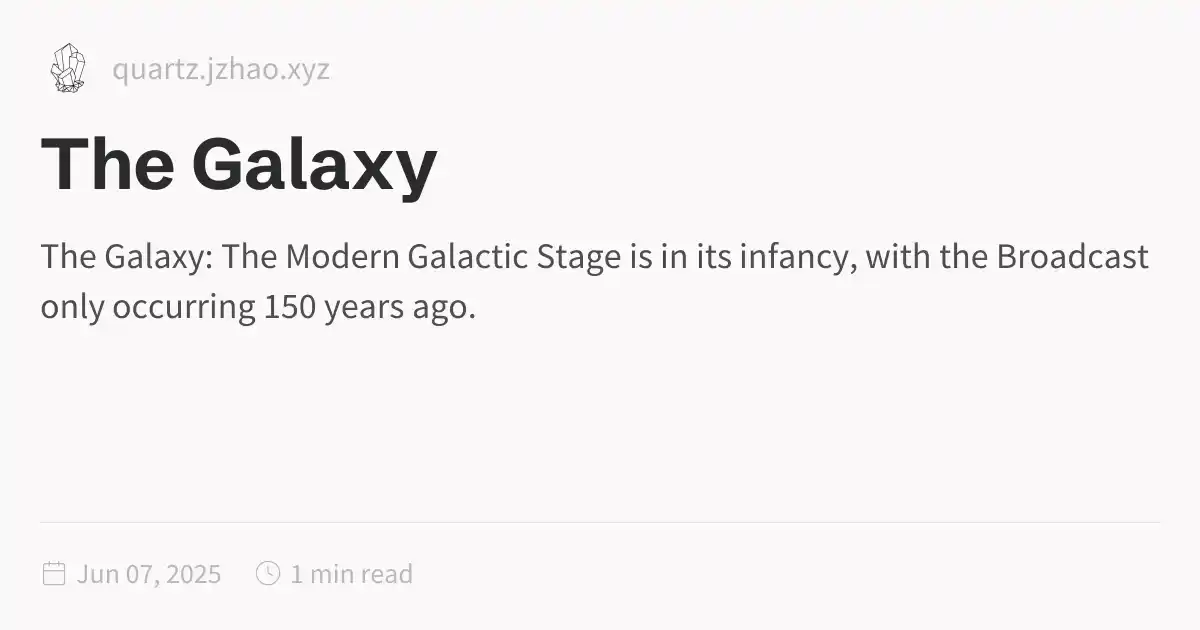 quartz.jzhao.xyz
The Galaxy
The Galaxy: The Modern Galactic Stage is in its infancy, with the Broadcast
only occurring 150 years ago.
Jun 07, 2025 1 min read